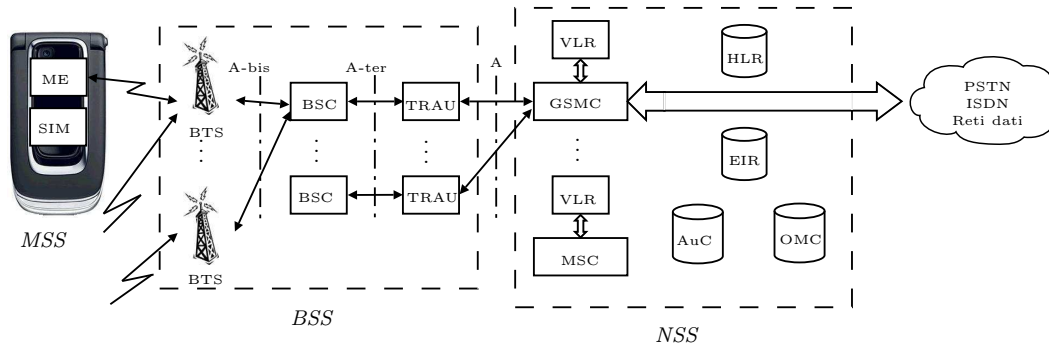 ME
SIM
MSS
BTS
BTS
A-bis
A-ter
A
BSC
TRAU
BSC
TRAU
BSS
VLR
GSMC
VLR
MSC
HLR
EIR
AuC
OMC
NSS
PSTN
ISDN
Reti dati